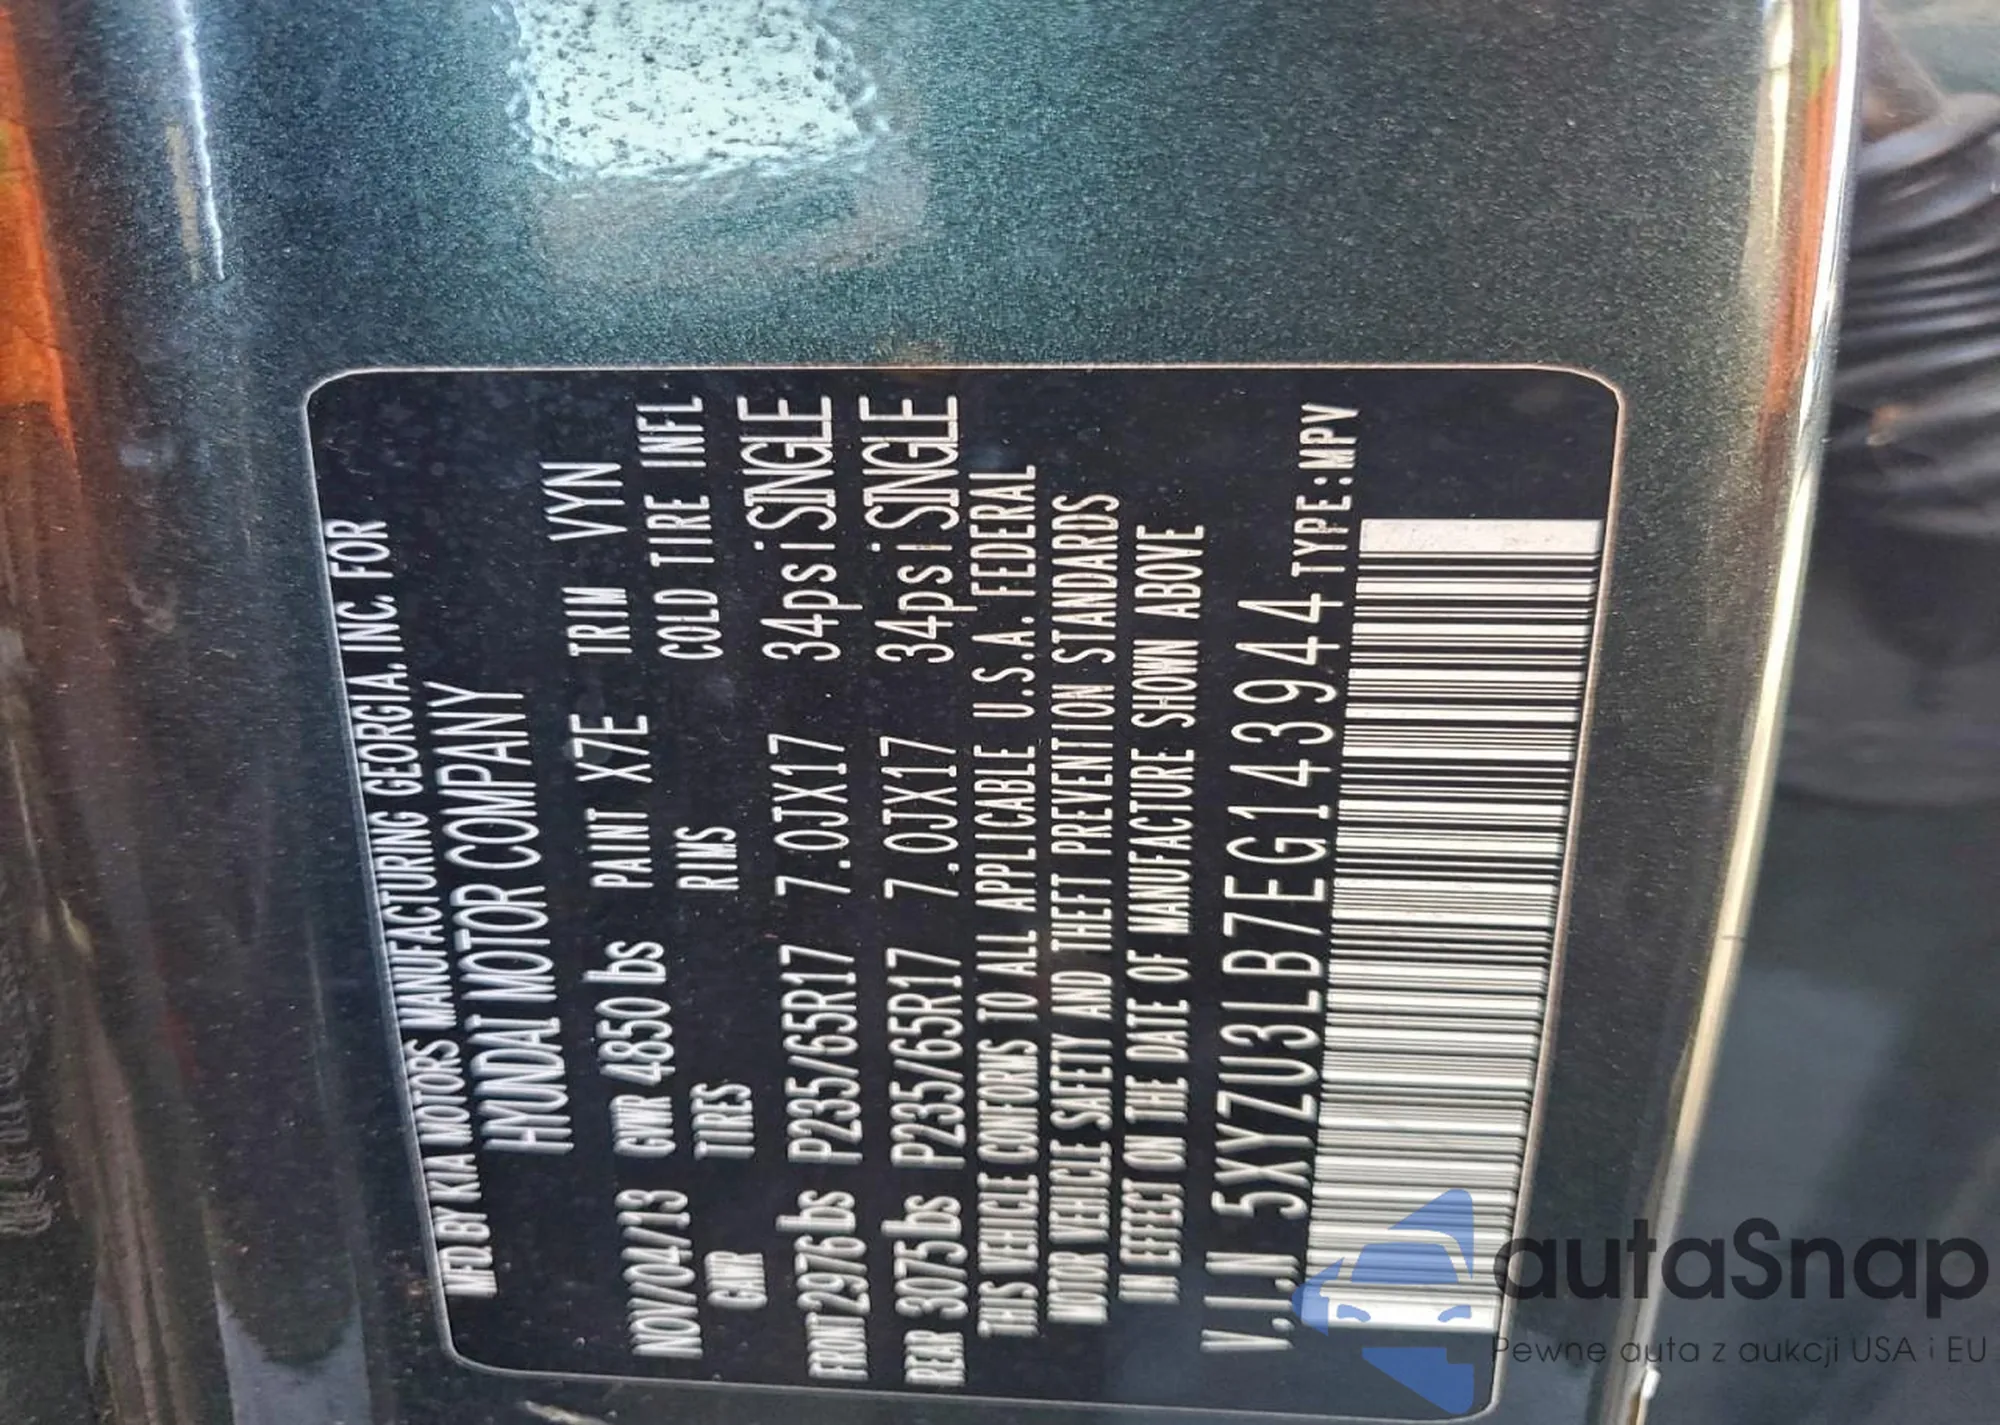 MFD. BY KIA MOTORS MANUFACTURING GEORGIA. INC. FOR
HYUNDAI MOTOR COMPANY
NOV/04/13 GVWR 4850 lbs PAINT X7E TRIM VYN
GAWR TIRES RIMS COLD TIRE INFL
FRONT 2976 lbs P235/65R17 7.0JX17 34psi SINGLE
REAR 3075 lbs P235/65R17 7.0JX17 34psi SINGLE
THIS VEHICLE CONFORMS TO ALL APPLICABLE U.S.A. FEDERAL
MOTOR VEHICLE SAFETY AND THEFT PREVENTION STANDARDS
IN EFFECT ON THE DATE OF MANUFACTURE SHOWN ABOVE
V.I.N 5XYZU3LB7EG143944 TYPE:MPV
autaSnap
Pewne auta z aukcji USA i EU